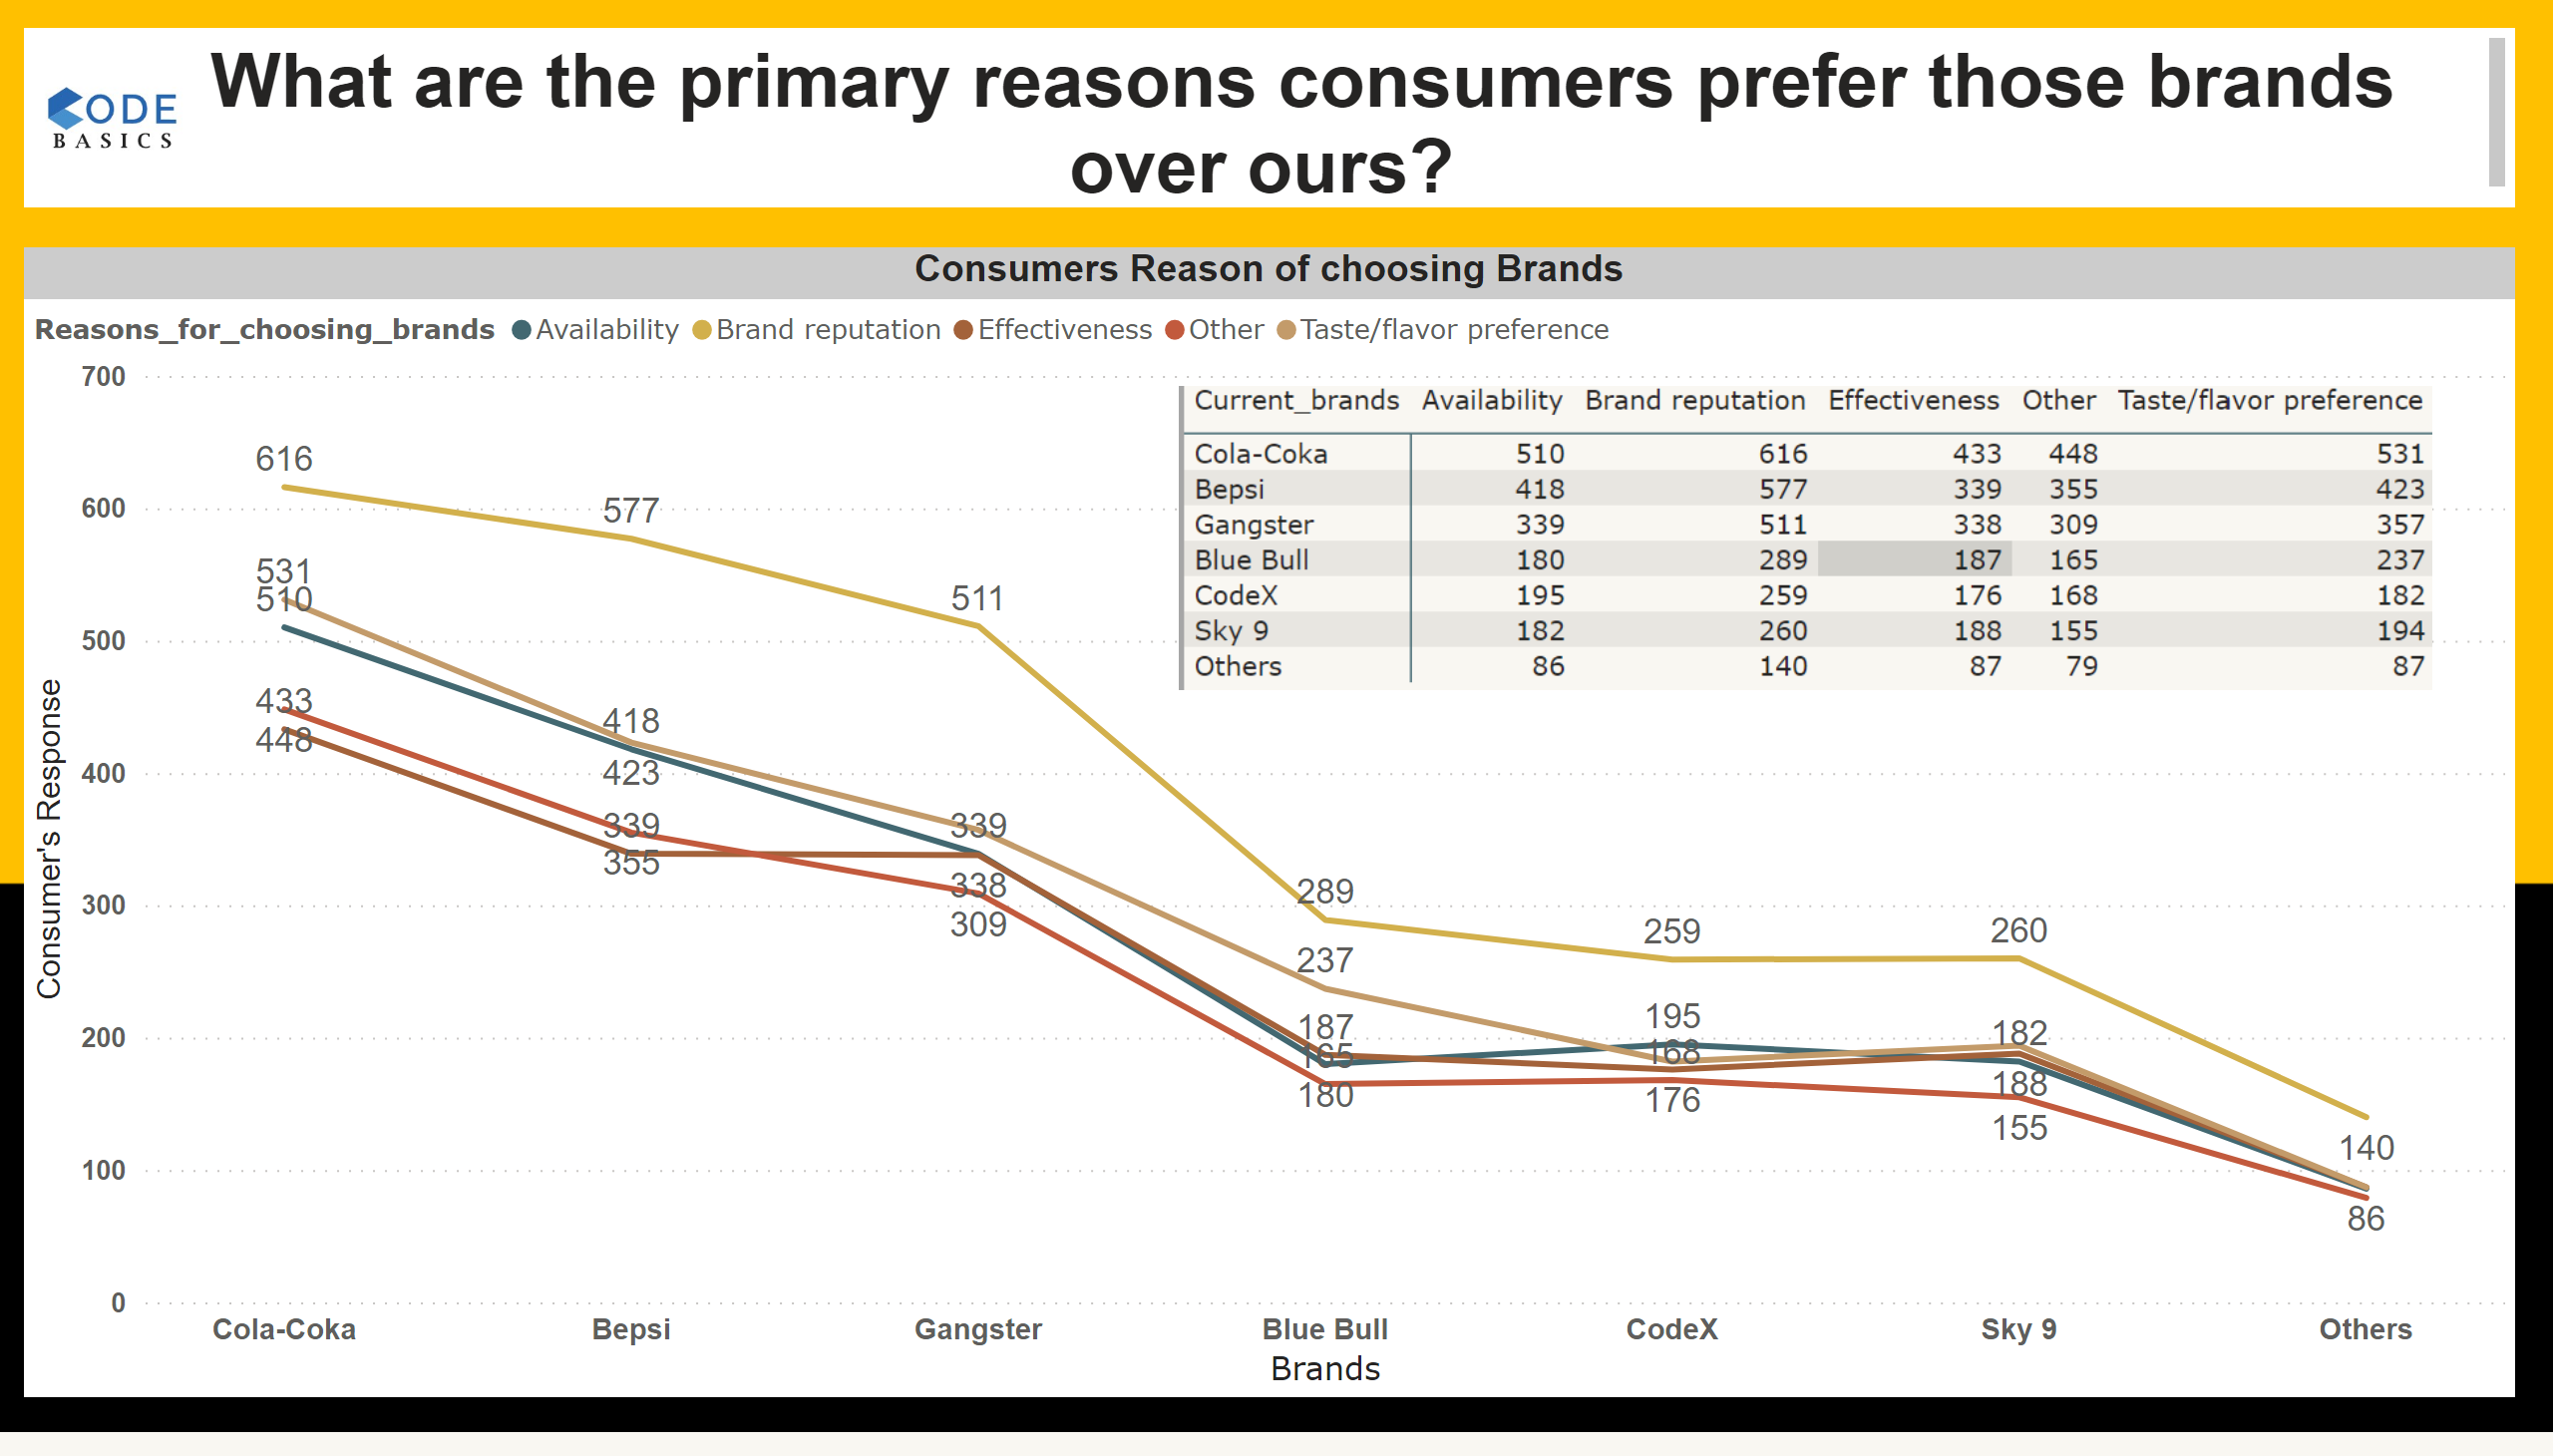 CODE
BASICS
What are the primary reasons consumers prefer those brands
over ours?
Consumers Reason of choosing Brands
Reasons_for_choosing_brands Availability Brand reputation Effectiveness Other Taste/flavor preference
Consumer's Response
700
600
500
400
300
200
100
0
Current_brands Availability Brand reputation Effectiveness Other Taste/flavor preference
Cola-Coka 510 616 433 448 531
Bepsi 418 577 339 355 423
Gangster 339 511 338 309 357
Blue Bull 180 289 187 165 237
CodeX 195 259 176 168 182
Sky 9 182 260 188 155 194
Others 86 140 87 79 87
616
531
510
433
448
577
418
423
339
355
511
339
338
309
289
237
187
165
180
259
195
168
176
260
182
188
155
140
86
Cola-Coka Bepsi Gangster Blue Bull CodeX Sky 9 Others
Brands